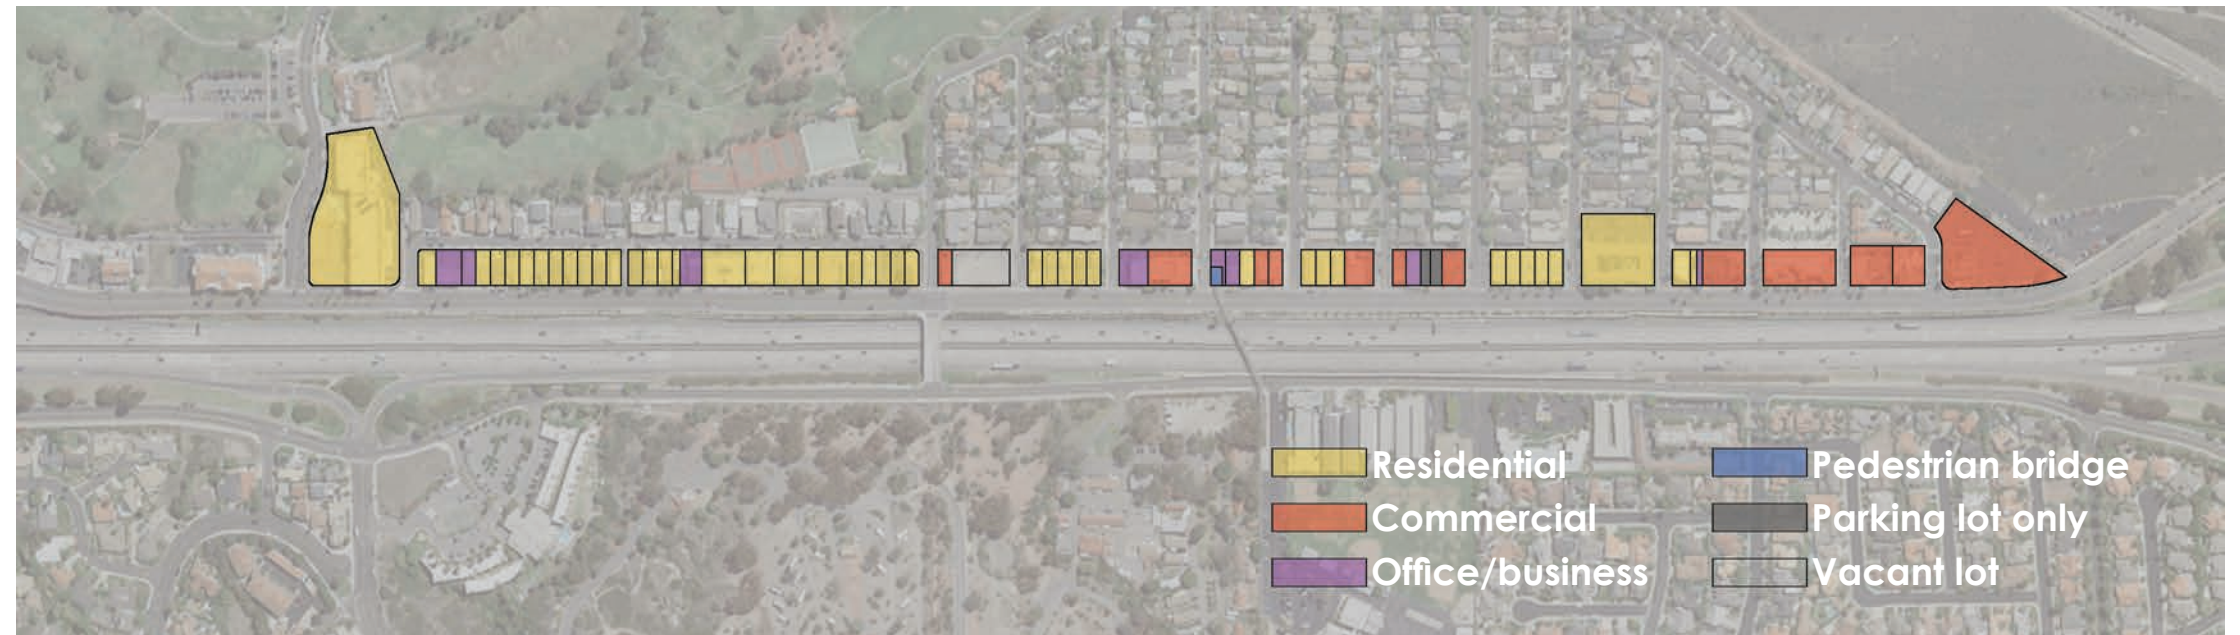 Residential
Commercial
Office/business
Pedestrian bridge
Parking lot only
Vacant lot